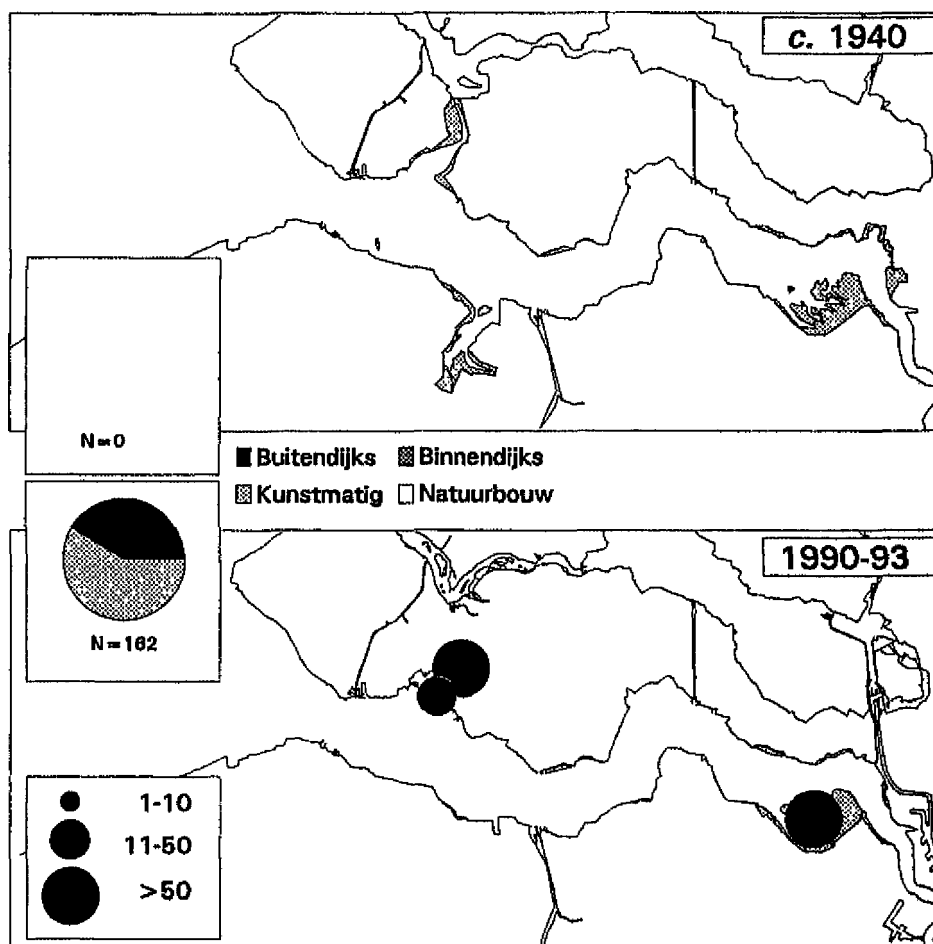 c. 1940
N=0
Buitendijks Binnendijks
Kunstmatig Natuurbouw
1990-93
N=162
1-10
11-50
>50